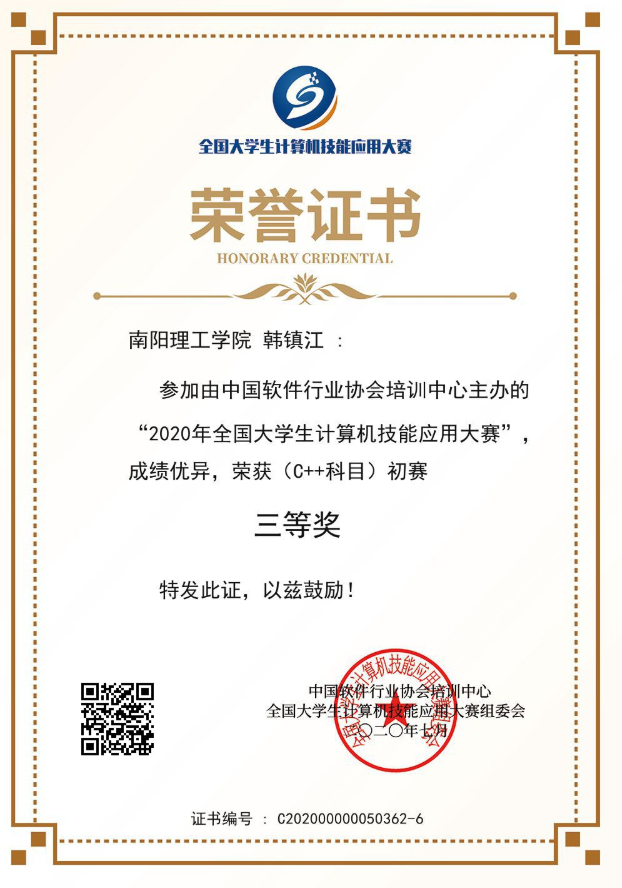 全国大学生计算机技能应用大赛
荣誉证书
HONORARY CREDENTIAL
南阳理工学院 韩镇江 :
参加由中国软件行业协会培训中心主办的
“2020年全国大学生计算机技能应用大赛”，
成绩优异，荣获（C++科目）初赛
三等奖
特发此证，以兹鼓励！
中国软件行业协会培训中心
全国大学生计算机技能应用大赛组委会
二〇二〇年七月
全国大学生计算机技能应用大赛组委会
证书编号 : C202000000050362-6